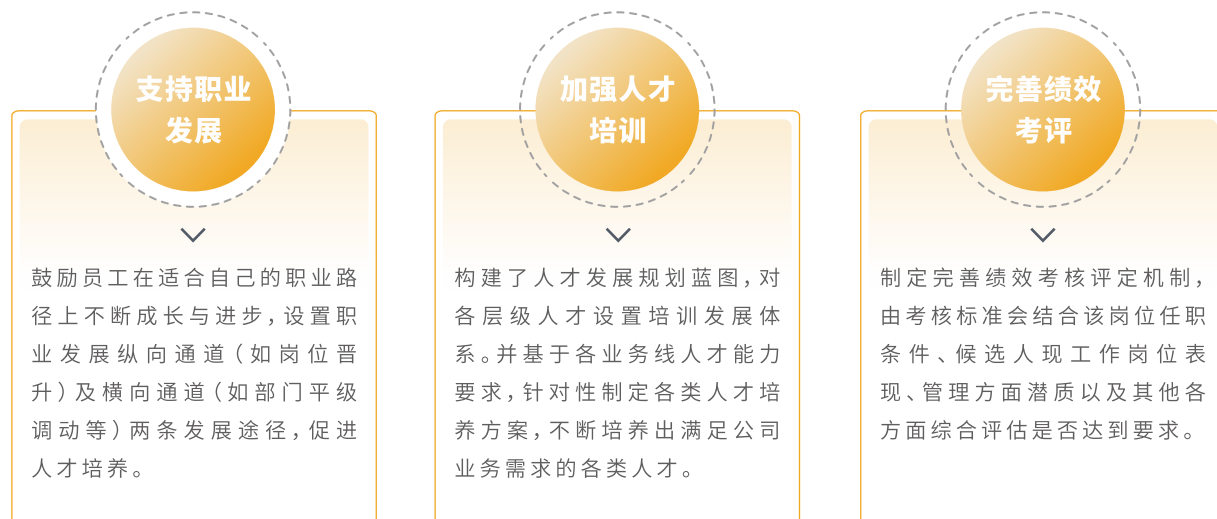 支持职业
发展
鼓励员工在适合自己的职业路
径上不断成长与进步，设置职
业发展纵向通道（如岗位晋
升）及横向通道（如部门平级
调动等）两条发展途径，促进
人才培养。
加强人才
培训
构建了人才发展规划蓝图，对
各层级人才设置培训发展体
系。并基于各业务线人才能力
要求，针对性制定各类人才培
养方案，不断培养出满足公司
业务需求的各类人才。
完善绩效
考评
制定完善绩效考核评定机制，
由考核标准会结合该岗位任职
条件、候选人现工作岗位表
现、管理方面潜质以及其他各
方面综合评估是否达到要求。